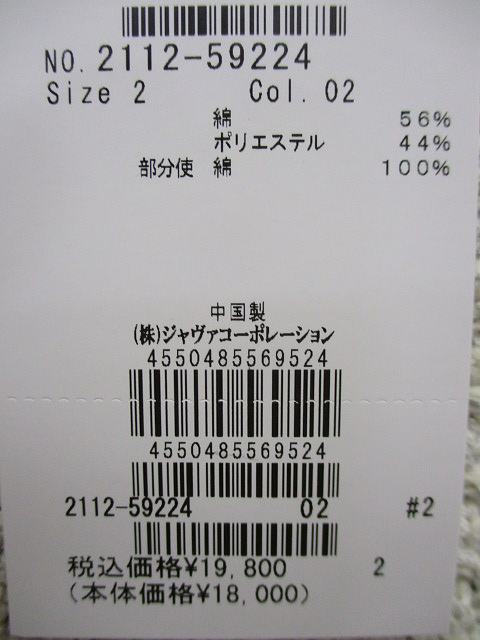 NO. 2112-59224
Size 2 Col. 02
綿 56%
ポリエステル 44%
部分使 綿 100%
中国製
(株)ジャヴァコーポレーション
4550485569524
4550485569524
2112-59224 02 #2
税込価格¥19,800 2
(本体価格¥18,000)